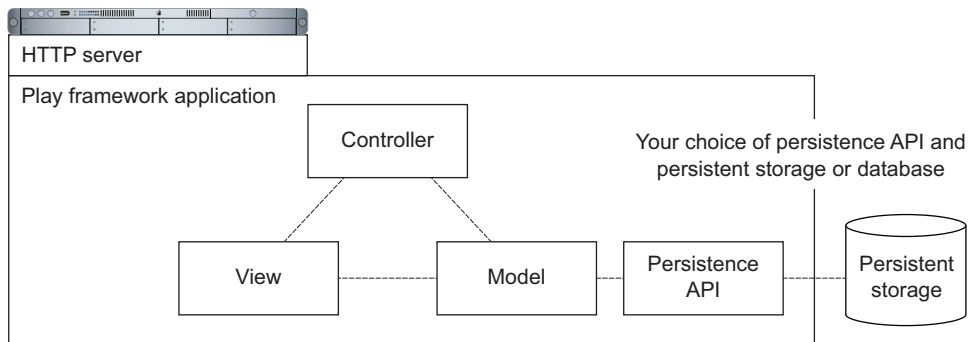 HTTP server
Play framework application
Controller
Your choice of persistence API and
persistent storage or database
View
Model
Persistence
API
Persistent
storage